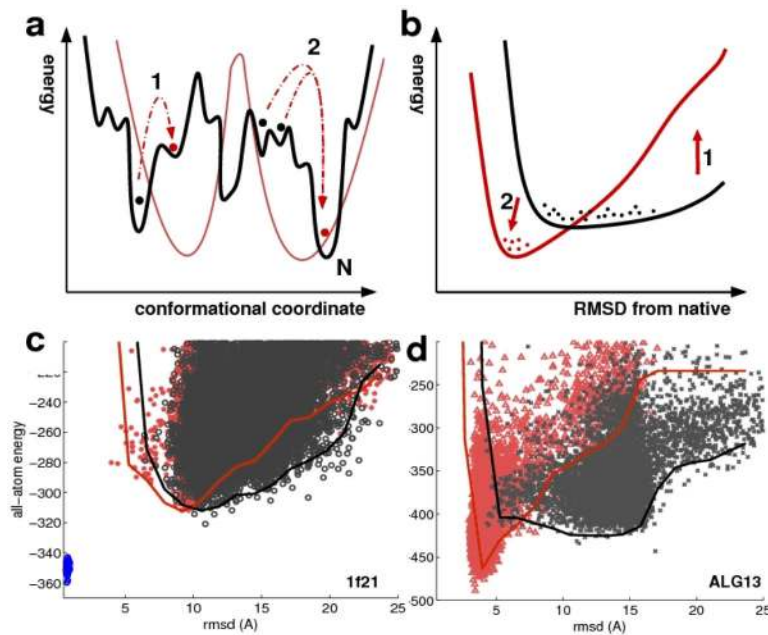 a
b
energy
1
2
N
conformational coordinate
energy
1
2
RMSD from native
c
d
all-atom energy
−240
−260
−280
−300
−320
−340
−360
5
10
15
20
25
rmsd (A)
1f21
-250
-300
-350
-400
-450
-500
5
10
15
20
25
rmsd (A)
ALG13